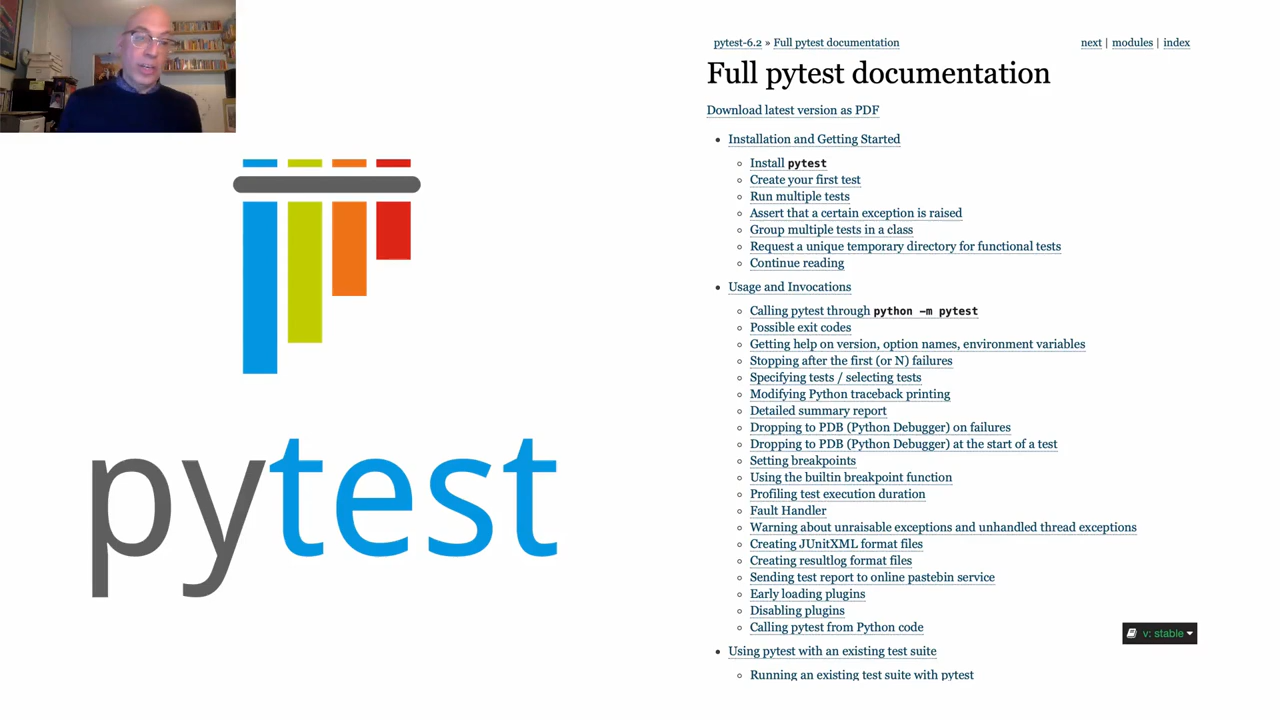 pytest
pytest-6.2 » Full pytest documentation
next | modules | index
Full pytest documentation
Download latest version as PDF
Installation and Getting Started
Install pytest
Create your first test
Run multiple tests
Assert that a certain exception is raised
Group multiple tests in a class
Request a unique temporary directory for functional tests
Continue reading
Usage and Invocations
Calling pytest through python -m pytest
Possible exit codes
Getting help on version, option names, environment variables
Stopping after the first (or N) failures
Specifying tests / selecting tests
Modifying Python traceback printing
Detailed summary report
Dropping to PDB (Python Debugger) on failures
Dropping to PDB (Python Debugger) at the start of a test
Setting breakpoints
Using the builtin breakpoint function
Profiling test execution duration
Fault Handler
Warning about unraisable exceptions and unhandled thread exceptions
Creating JUnitXML format files
Creating resultlog format files
Sending test report to online pastebin service
Early loading plugins
Disabling plugins
Calling pytest from Python code
v: stable
Using pytest with an existing test suite
Running an existing test suite with pytest